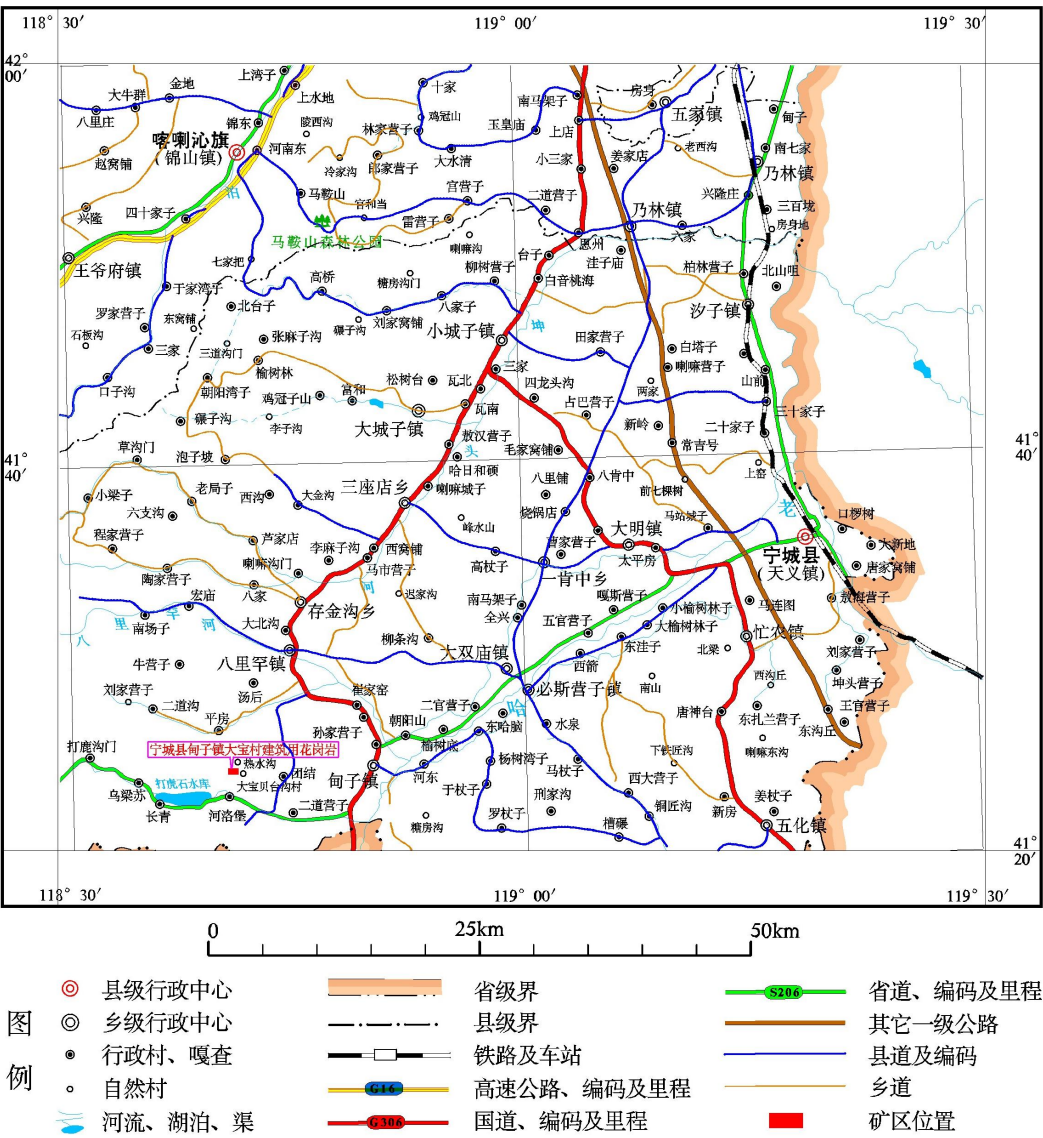 118° 30′
119° 00′
119° 30′
42°
00′
上湾子
金地
大牛群
八里庄
上水地
十家
鸡冠山
林家营子
陵西沟
锦东
喀喇沁旗
(锦山镇)
河南东
赵窝铺
泊
南马架子
玉皇庙
上店
房身
五家镇
甸子
大水清
邱家营子
冷家沟
小三家
姜家店
老西沟
南七家
乃林镇
兴隆
四十家子
马鞍山
官和当
宫营子
雷营子
二道营子
乃林镇
兴隆庄
三百垅
房身地
六家
马鞍山森林公园
喇嘛沟
恩州
台子
洼子庙
王爷府镇
七家把
高桥
糖房沟门
柳树营子
白音桃海
柏林营子
北山咀
于家湾子
北台子
八家子
刘家窝铺
碾子沟
小城子镇
坤
汐子镇
罗家营子
东窝铺
石板沟
三家
三道沟门
张麻子沟
田家营子
白塔子
喇嘛营子
山前
榆树林
口子沟
朝阳湾子
鸡冠子山
富和
松树台
瓦北
三家
四龙头沟
两家
瓦南
占巴营子
三十家子
碾子沟
李子沟
大城子镇
敖汉营子
头
新岭
二十家子
草沟门
泡子坡
毛家窝铺
常吉号
41°
40′
41°
40′
哈日和硕
八肯中
上窑
小梁子
老局子
西沟
大金沟
三座店乡
喇嘛城子
八里铺
前七棵树
六支沟
峰水山
烧锅店
大明镇
马站城子
老
口椤树
程家营子
芦家店
李麻子沟
西窝铺
曹家营子
太平房
宁城县
(天义镇)
大新地
唐家窝铺
喇嘛沟门
马市营子
高杖子
一肯中乡
陶家营子
八家
河
迟家沟
宏庙
存金沟乡
南马架子
嘎斯营子
小榆树林子
马连图
敖海营子
八
里
罕
河
南场子
大北沟
柳条沟
全兴
五官营子
大榆树林子
忙农镇
牛营子
八里罕镇
大双庙镇
西箭
东洼子
北梁
刘家营子
汤后
必斯营子镇
南山
西沟丘
坤头营子
刘家营子
二道沟
崔家窑
二官营子
哈
唐神台
东扎兰营子
王官营子
东沟丘
平房
孙家营子
朝阳山
榆树底
东哈脑
水泉
喇嘛东沟
打鹿沟门
宁城县甸子镇大宝村建筑用花岗岩
热水沟
团结
大宝贝台沟村
甸子镇
河东
杨树湾子
马杖子
下铁匠沟
西大营子
乌梁苏
打虎石水库
长青
河洛堡
二道营子
于杖子
刑家沟
糖房沟
罗杖子
槽碾
铜匠沟
新房
姜杖子
五化镇
41°
20′
118° 30′
119° 00′
119° 30′
0
25km
50km
图
例
县级行政中心
乡级行政中心
行政村、嘎查
自然村
河流、湖泊、渠
省级界
县级界
铁路及车站
G16
高速公路、编码及里程
G306
国道、编码及里程
S206
省道、编码及里程
其它一级公路
县道及编码
乡道
矿区位置